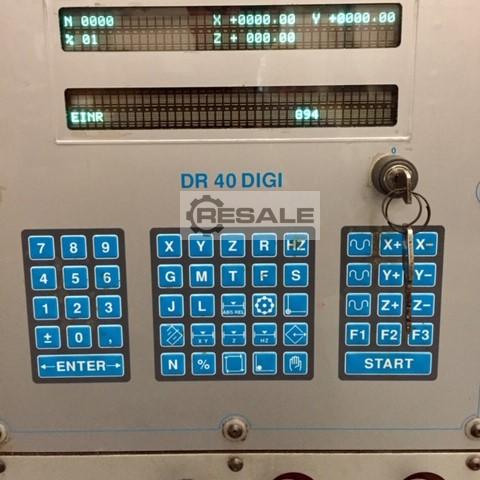 N 0000 X +0000.00 Y +0000.00
% 01 Z + 000.00
EINR G94
0
DR 40 DIGI
RESALE
7 8 9
4 5 6
1 2 3
± 0 ,
ENTER
X Y Z R HZ
G M T F S
J L ABS REL
X Y Z HZ
N %
X+ X-
Y+ Y-
Z+ Z-
F1 F2 F3
START